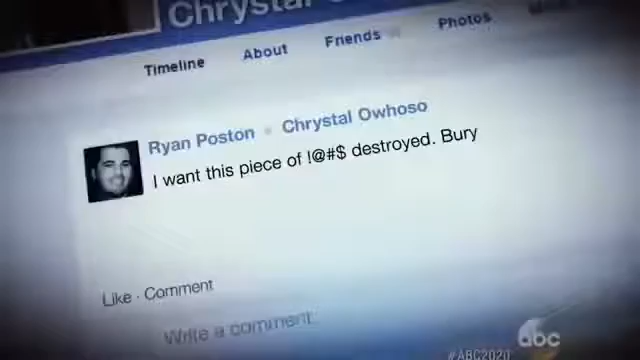 Chrystal
Timeline About Friends Photos
Ryan Poston Chrystal Owhoso
I want this piece of !@#$ destroyed. Bury
Like · Comment
Write a comment.
abc
#ABC2020